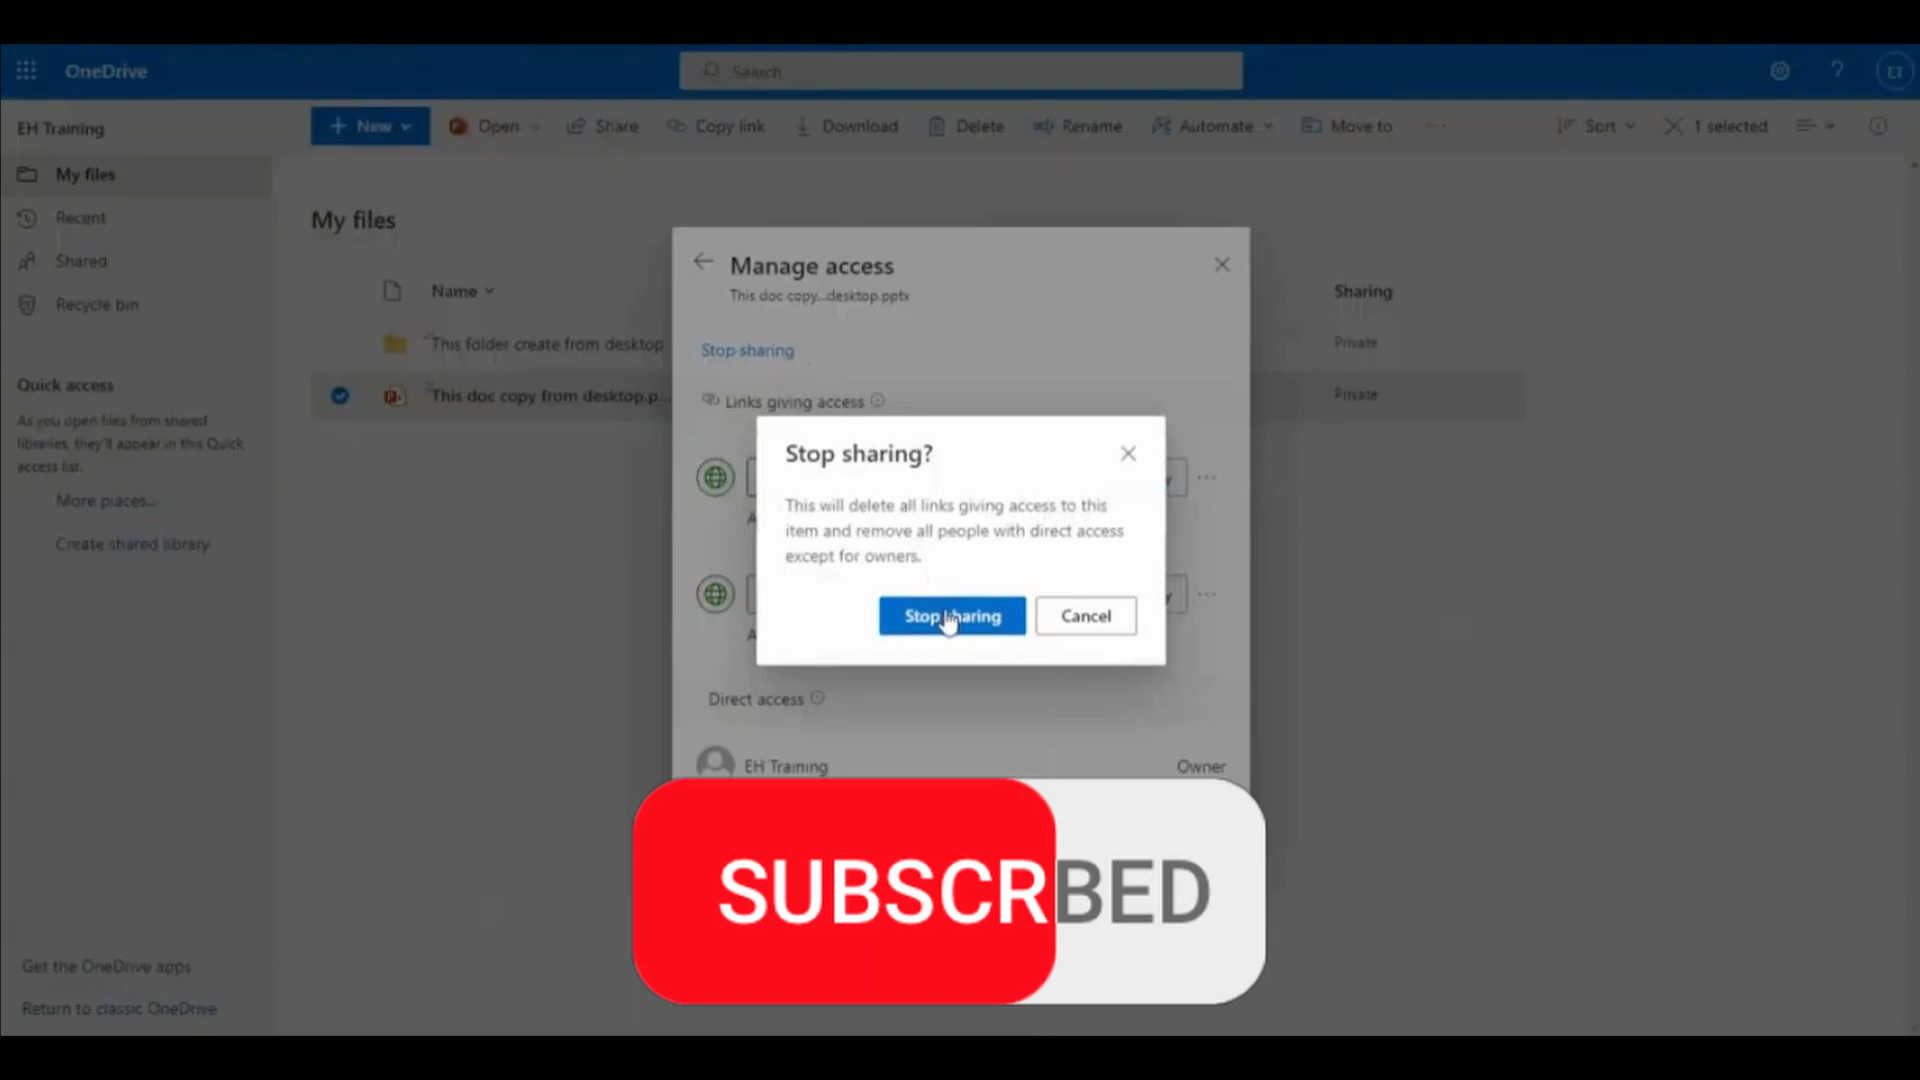 OneDrive
Search
ET
EH Training
New
Open
Share
Copy link
Download
Delete
Rename
Automate
Move to
Sort
1 selected
My files
Recent
Shared
Recycle bin
Quick access
As you open files from shared
libraries, they'll appear in this Quick
access list.
More places...
Create shared library
Get the OneDrive apps
Return to classic OneDrive
My files
Name
Sharing
This folder create from desktop
Private
This doc copy from desktop.p...
Private
Manage access
This doc copy...desktop.pptx
Stop sharing
Links giving access
Stop sharing?
This will delete all links giving access to this
item and remove all people with direct access
except for owners.
Stop sharing
Cancel
Direct access
EH Training
Owner
SUBSCRBED